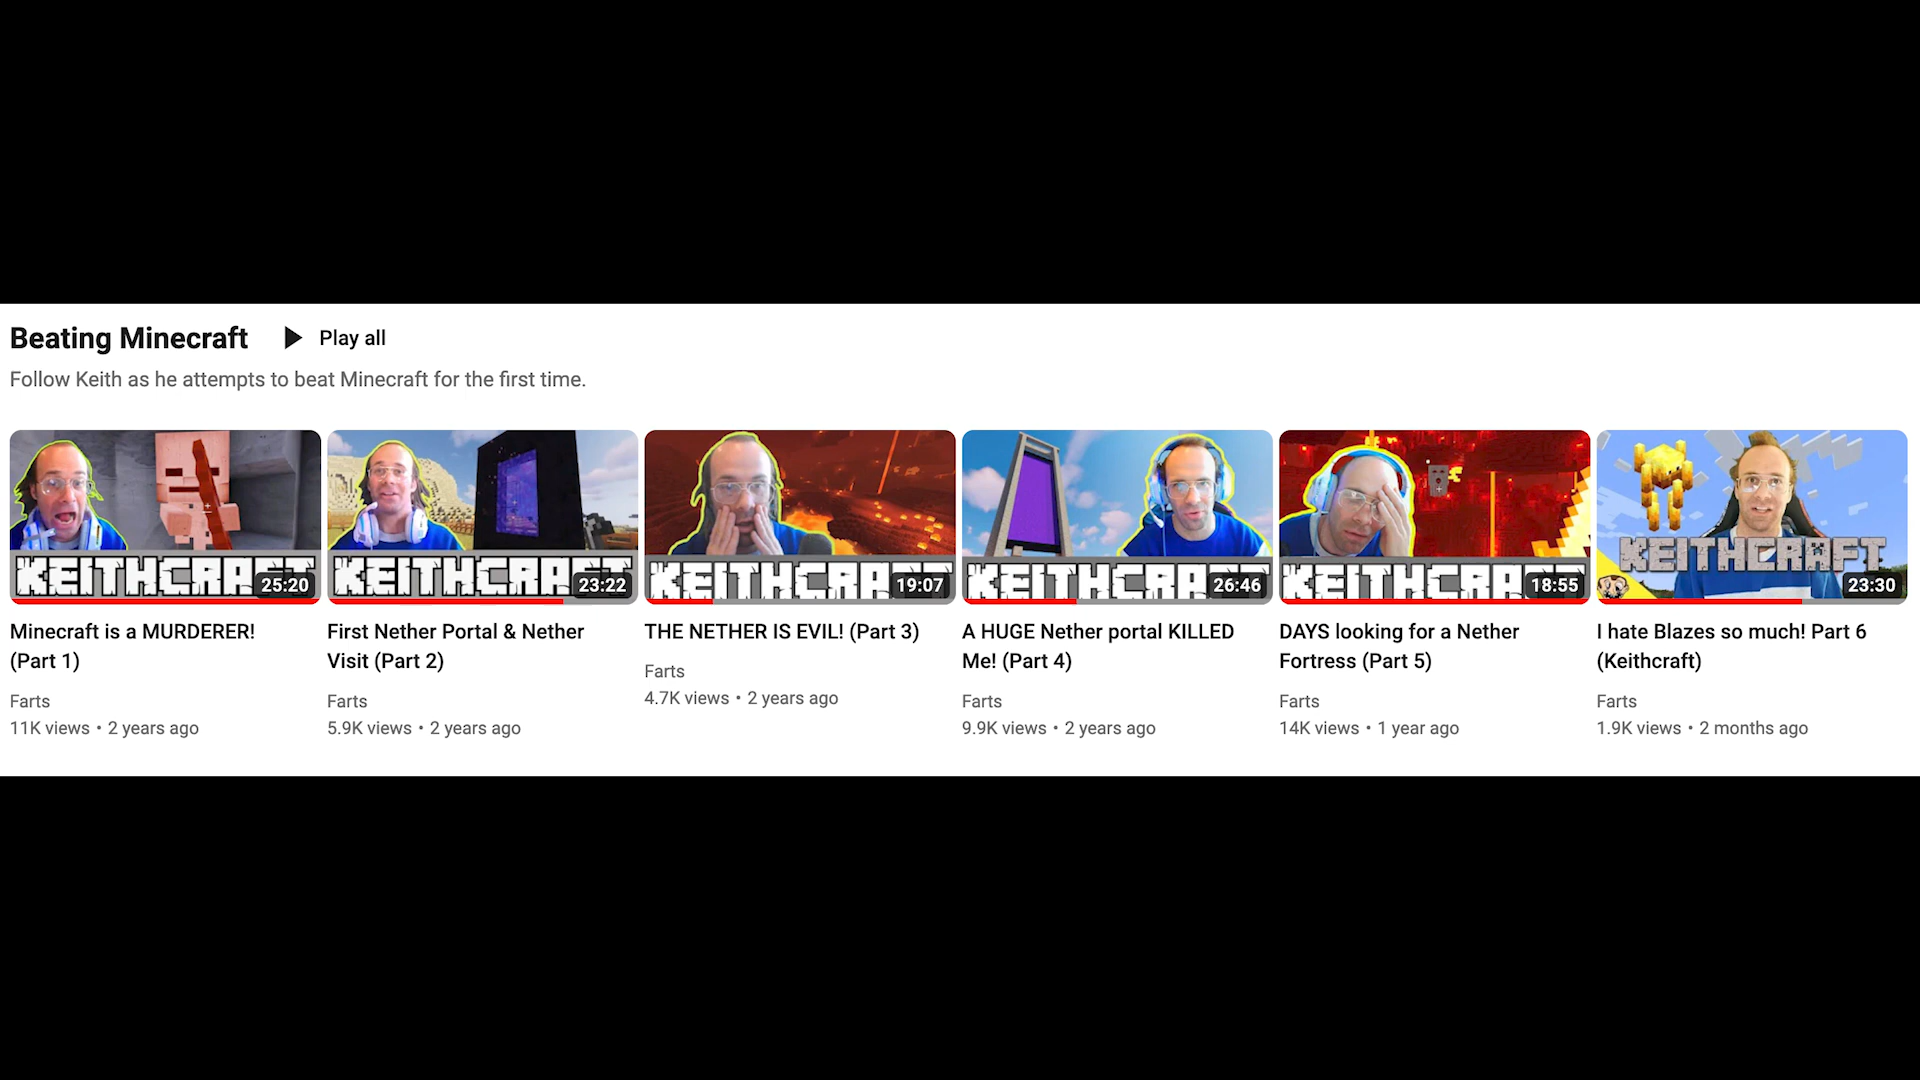 Beating Minecraft
Play all
Follow Keith as he attempts to beat Minecraft for the first time.
KEITHCRAFT
25:20
KEITHCRAFT
23:22
KEITHCRAFT
19:07
KEITHCRAFT
26:46
KEITHCRAFT
18:55
KEITHCRAFT
23:30
Minecraft is a MURDERER!
(Part 1)
Farts
11K views • 2 years ago
First Nether Portal & Nether
Visit (Part 2)
Farts
5.9K views • 2 years ago
THE NETHER IS EVIL! (Part 3)
Farts
4.7K views • 2 years ago
A HUGE Nether portal KILLED
Me! (Part 4)
Farts
9.9K views • 2 years ago
DAYS looking for a Nether
Fortress (Part 5)
Farts
14K views • 1 year ago
I hate Blazes so much! Part 6
(Keithcraft)
Farts
1.9K views • 2 months ago